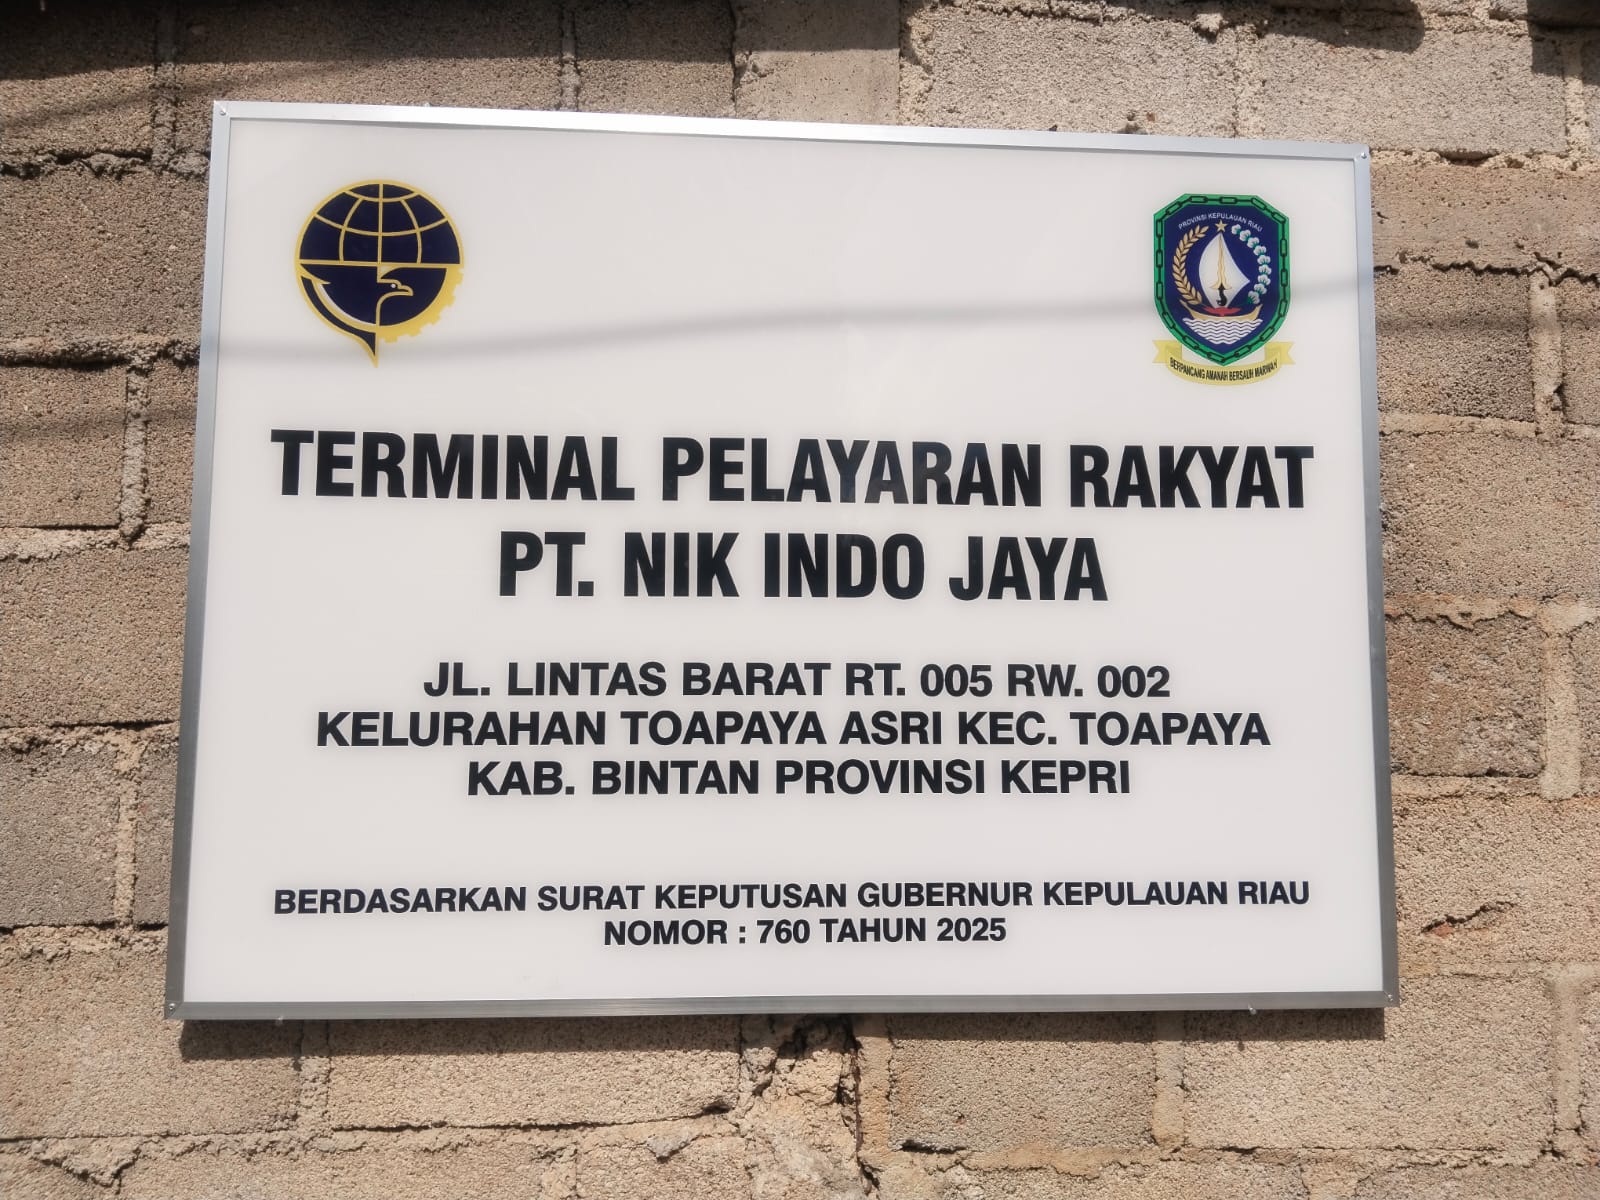 PROVINSI KEPULAUAN RIAU
BERPANCANG AMANAH BERSAUH MARWAH
TERMINAL PELAYARAN RAKYAT
PT. NIK INDO JAYA
JL. LINTAS BARAT RT. 005 RW. 002
KELURAHAN TOAPAYA ASRI KEC. TOAPAYA
KAB. BINTAN PROVINSI KEPRI
BERDASARKAN SURAT KEPUTUSAN GUBERNUR KEPULAUAN RIAU
NOMOR : 760 TAHUN 2025